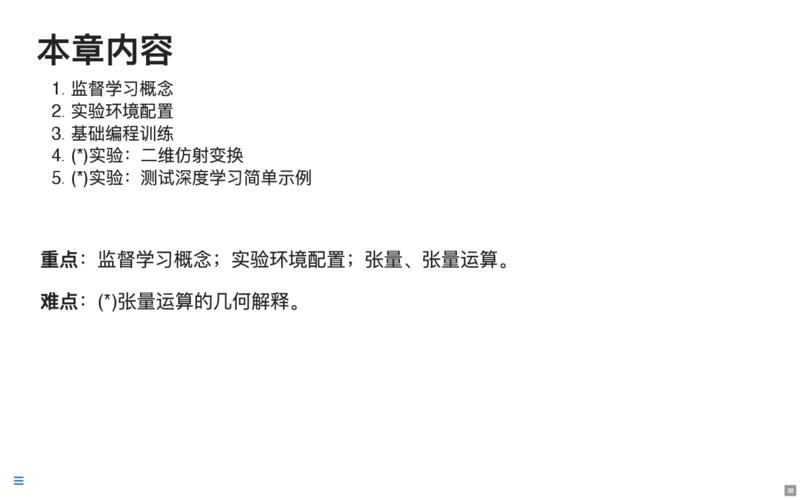 本章内容
1. 监督学习概念
2. 实验环境配置
3. 基础编程训练
4. (*)实验：二维仿射变换
5. (*)实验：测试深度学习简单示例
重点：监督学习概念；实验环境配置；张量、张量运算。
难点：(*)张量运算的几何解释。
38